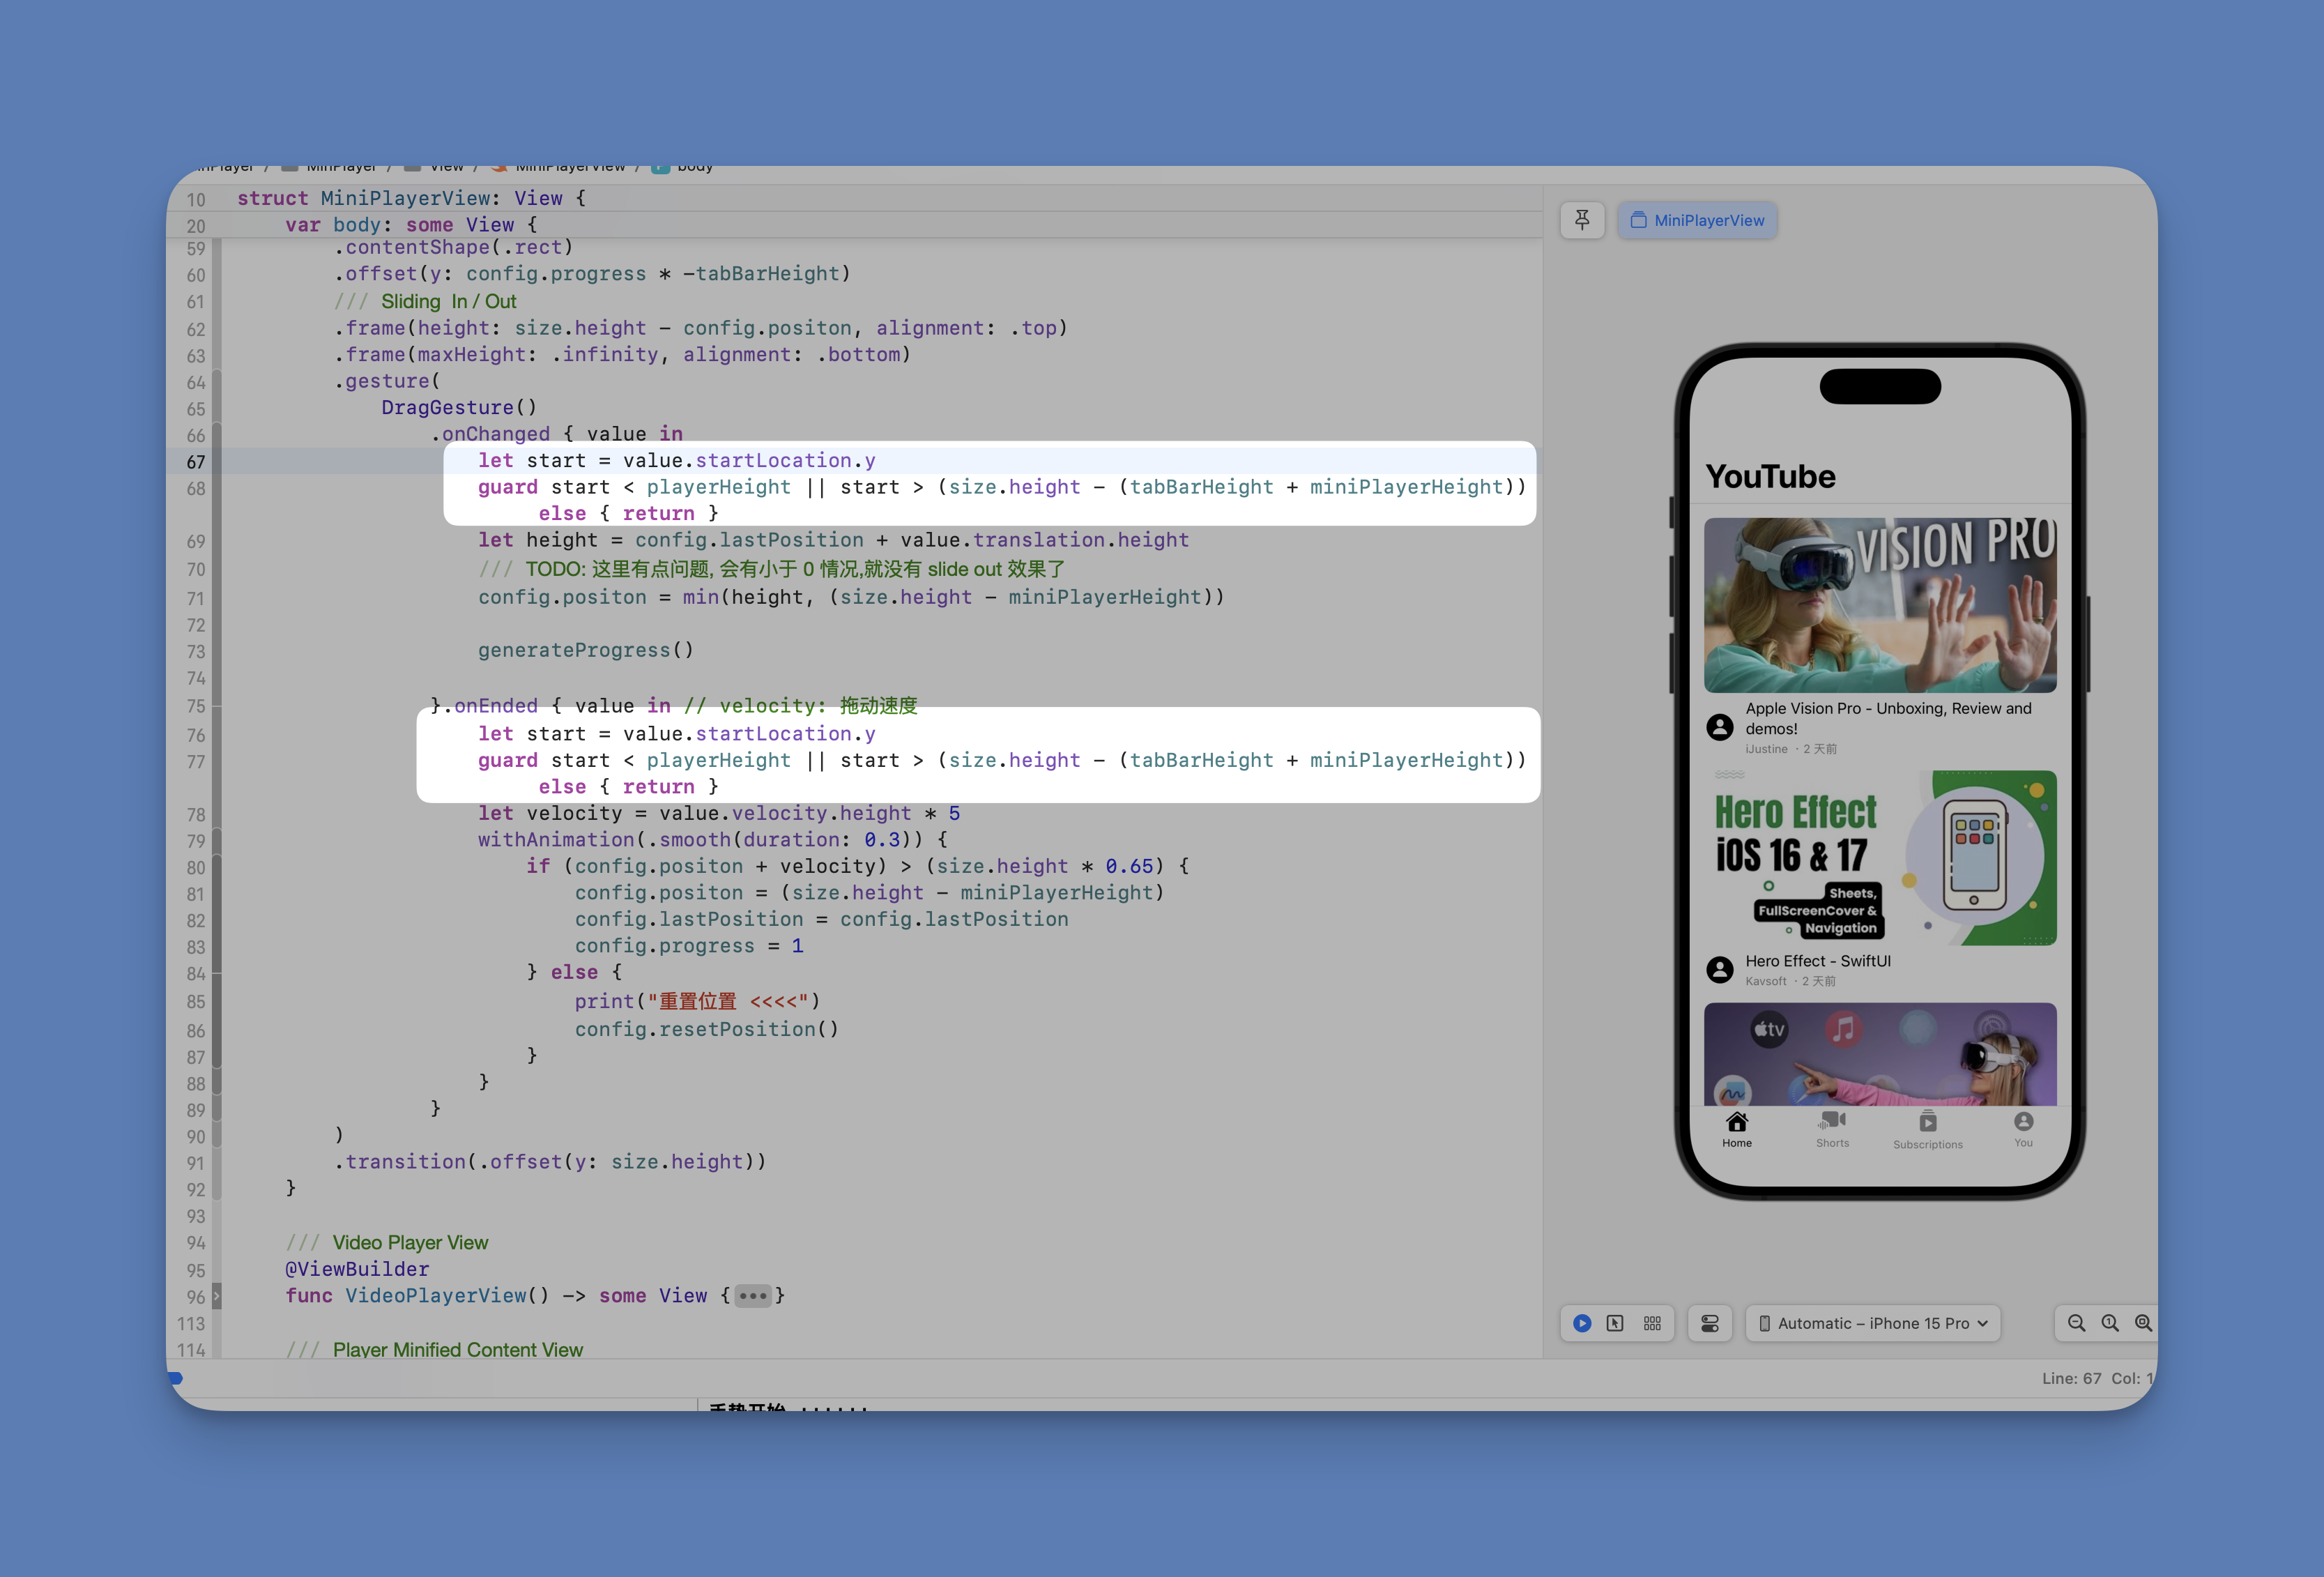 MiniPlayer / View / MiniPlayerView / body
10 struct MiniPlayerView: View {
20 var body: some View {
59 .contentShape(.rect)
60 .offset(y: config.progress * -tabBarHeight)
61 /// Sliding In / Out
62 .frame(height: size.height - config.positon, alignment: .top)
63 .frame(maxHeight: .infinity, alignment: .bottom)
64 .gesture(
65 DragGesture()
66 .onChanged { value in
67 let start = value.startLocation.y
68 guard start < playerHeight || start > (size.height - (tabBarHeight + miniPlayerHeight))
else { return }
69 let height = config.lastPosition + value.translation.height
70 /// TODO: 这里有点问题, 会有小于 0 情况,就没有 slide out 效果了
71 config.positon = min(height, (size.height - miniPlayerHeight))
72
73 generateProgress()
74
75 }.onEnded { value in // velocity: 拖动速度
76 let start = value.startLocation.y
77 guard start < playerHeight || start > (size.height - (tabBarHeight + miniPlayerHeight))
else { return }
78 let velocity = value.velocity.height * 5
79 withAnimation(.smooth(duration: 0.3)) {
80 if (config.positon + velocity) > (size.height * 0.65) {
81 config.positon = (size.height - miniPlayerHeight)
82 config.lastPosition = config.lastPosition
83 config.progress = 1
84 } else {
85 print("重置位置 <<<<")
86 config.resetPosition()
87 }
88 }
89 }
90 )
91 .transition(.offset(y: size.height))
92 }
93
94 /// Video Player View
95 @ViewBuilder
96 func VideoPlayerView() -> some View {•••}
113
114 /// Player Minified Content View
MiniPlayerView
YouTube
VISION PRO
Apple Vision Pro - Unboxing, Review and
demos!
iJustine · 2 天前
Hero Effect
iOS 16 & 17
Sheets,
FullScreenCover &
Navigation
Hero Effect - SwiftUI
Kavsoft · 2 天前
tv
Home
Shorts
Subscriptions
You
Automatic – iPhone 15 Pro
Line: 67 Col: 1
手势开始